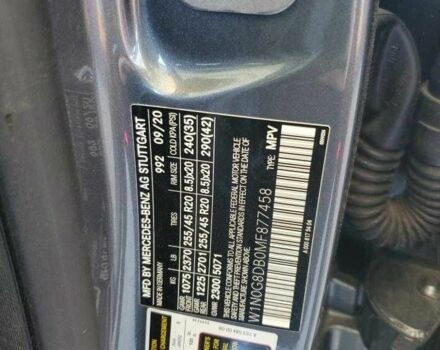 MFD BY MERCEDES-BENZ AG STUTTGART
992 09/20
KG LB TIRES RIM SIZE COLD KPA (PSI)
1075 2370 255/45 R20 8.5Jx20 240(35)
1225 2701 255/45 R20 8.5Jx20 290(42)
GVWR 2300 5071
THIS VEHICLE CONFORMS TO ALL APPLICABLE FEDERAL MOTOR VEHICLE
SAFETY, BUMPER AND THEFT PREVENTION STANDARDS IN EFFECT ON THE DATE OF
MANUFACTURE SHOWN ABOVE.
W1N0G8DB0MF877458 TYPE: MPV